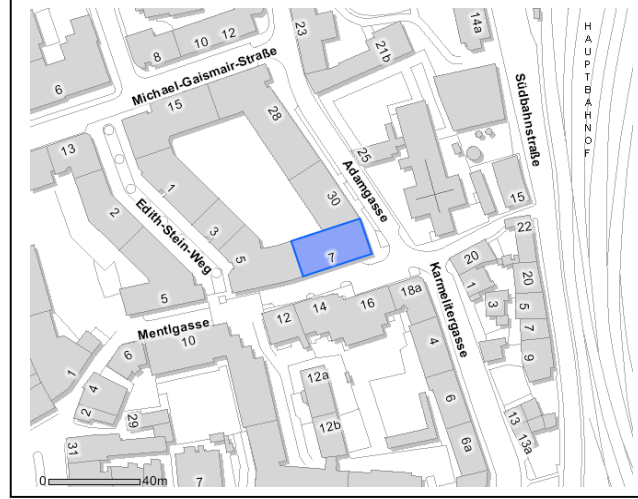 14a
23
8
10
12
21b
HAUPTBAHNOF
6
Michael-Gaismair-Straße
Südbahnstraße
15
28
13
25
Adamgasse
1
30
15
2
Edith-Stein-Weg
3
22
5
7
20
20
1
18a
Karmelitergasse
5
16
3
5
14
12
7
Mentlgasse
10
4
9
6
1
12a
4
6
2
29
12b
13
13a
31
6a
7
0
40m